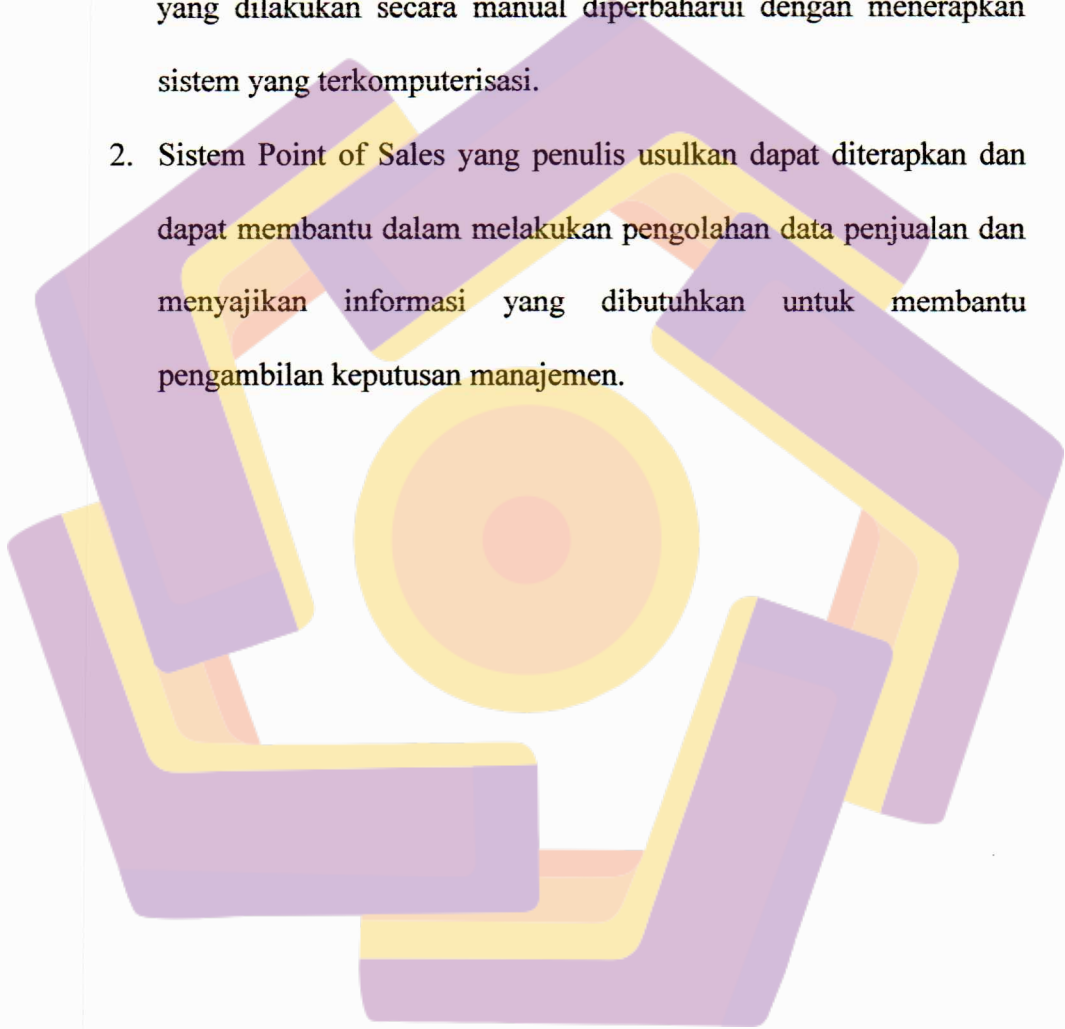 yang dilakukan secara manual diperbaharui dengan menerapkan
sistem yang terkomputerisasi.
2. Sistem Point of Sales yang penulis usulkan dapat diterapkan dan
dapat membantu dalam melakukan pengolahan data penjualan dan
menyajikan informasi yang dibutuhkan untuk membantu
pengambilan keputusan manajemen.